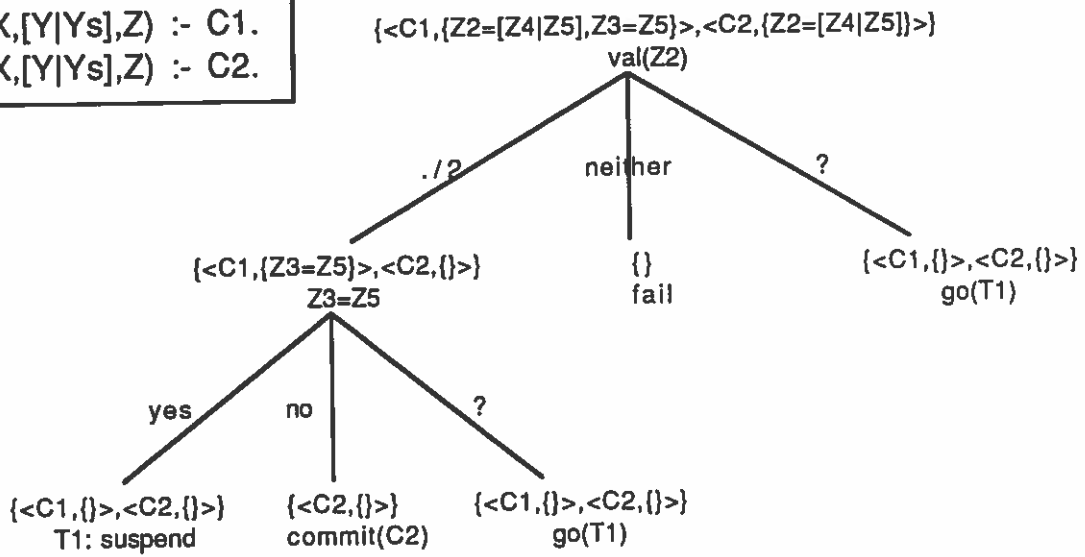 X,[Y|Ys],Z) :- C1.
X,[Y|Ys],Z) :- C2.
{<C1,{Z2=[Z4|Z5],Z3=Z5}>,<C2,{Z2=[Z4|Z5]}>}
val(Z2)
./2
neither
?
{<C1,{Z3=Z5}>,<C2,{}>}
Z3=Z5
{}
fail
{<C1,{}>,<C2,{}>}
go(T1)
yes
no
?
{<C1,{}>,<C2,{}>}
T1: suspend
{<C2,{}>}
commit(C2)
{<C1,{}>,<C2,{}>}
go(T1)